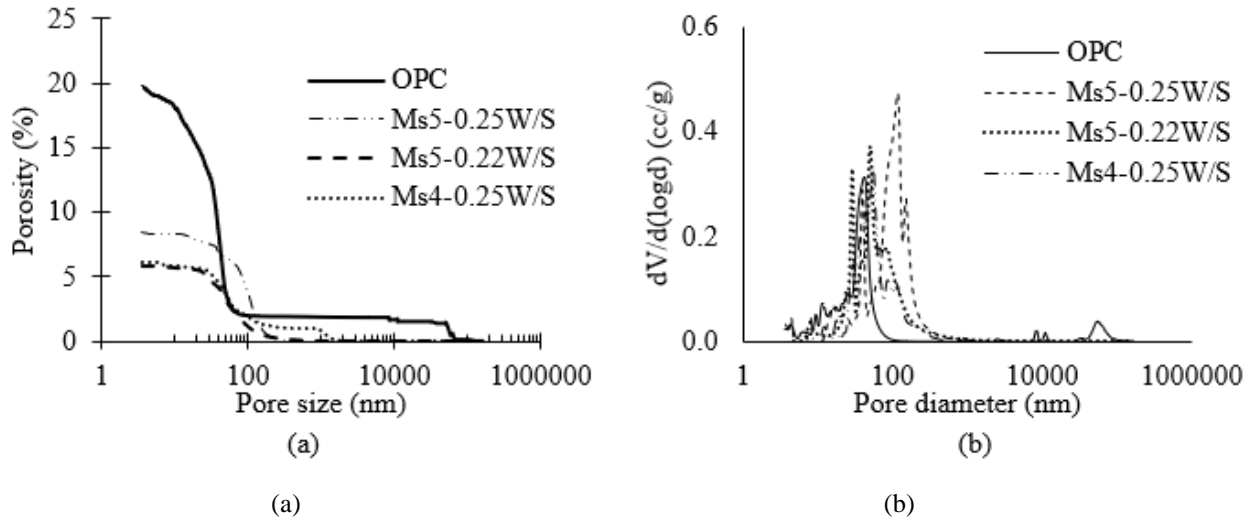 25
20
15
10
5
0
Porosity (%)
OPC
Ms5-0.25W/S
Ms5-0.22W/S
Ms4-0.25W/S
1 100 10000 1000000
Pore size (nm)
(a)
0.6
0.4
0.2
0.0
dV/d(logd) (cc/g)
OPC
Ms5-0.25W/S
Ms5-0.22W/S
Ms4-0.25W/S
1 100 10000 1000000
Pore diameter (nm)
(b)
(a) (b)